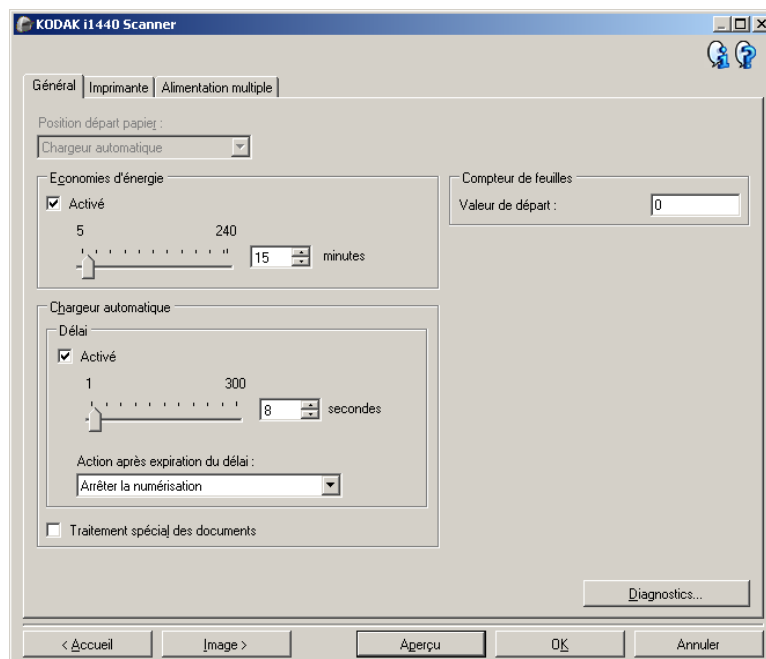 KODAK i1440 Scanner
Général
Imprimante
Alimentation multiple
Position départ papier :
Chargeur automatique
Economies d'énergie
Activé
5 240
15 minutes
Compteur de feuilles
Valeur de départ : 0
Chargeur automatique
Délai
Activé
1 300
8 secondes
Action après expiration du délai :
Arrêter la numérisation
Traitement spécial des documents
Diagnostics...
< Accueil
Image >
Aperçu
OK
Annuler